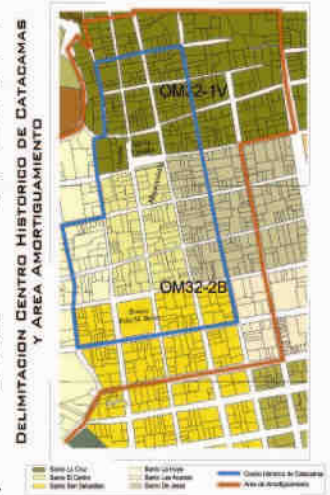 DELIMITACION CENTRO HISTORICO DE CATACAMAS
Y AREA AMORTIGUAMIENTO
OM32-1V
OM32-2B
Barrio La Cruz
Barrio El Centro
Barrio San Sebastian
Barrio La Hoya
Barrio Las Acacias
Barrio De Jesus
Centro Historico de Catacamas
Area de Amortiguamiento